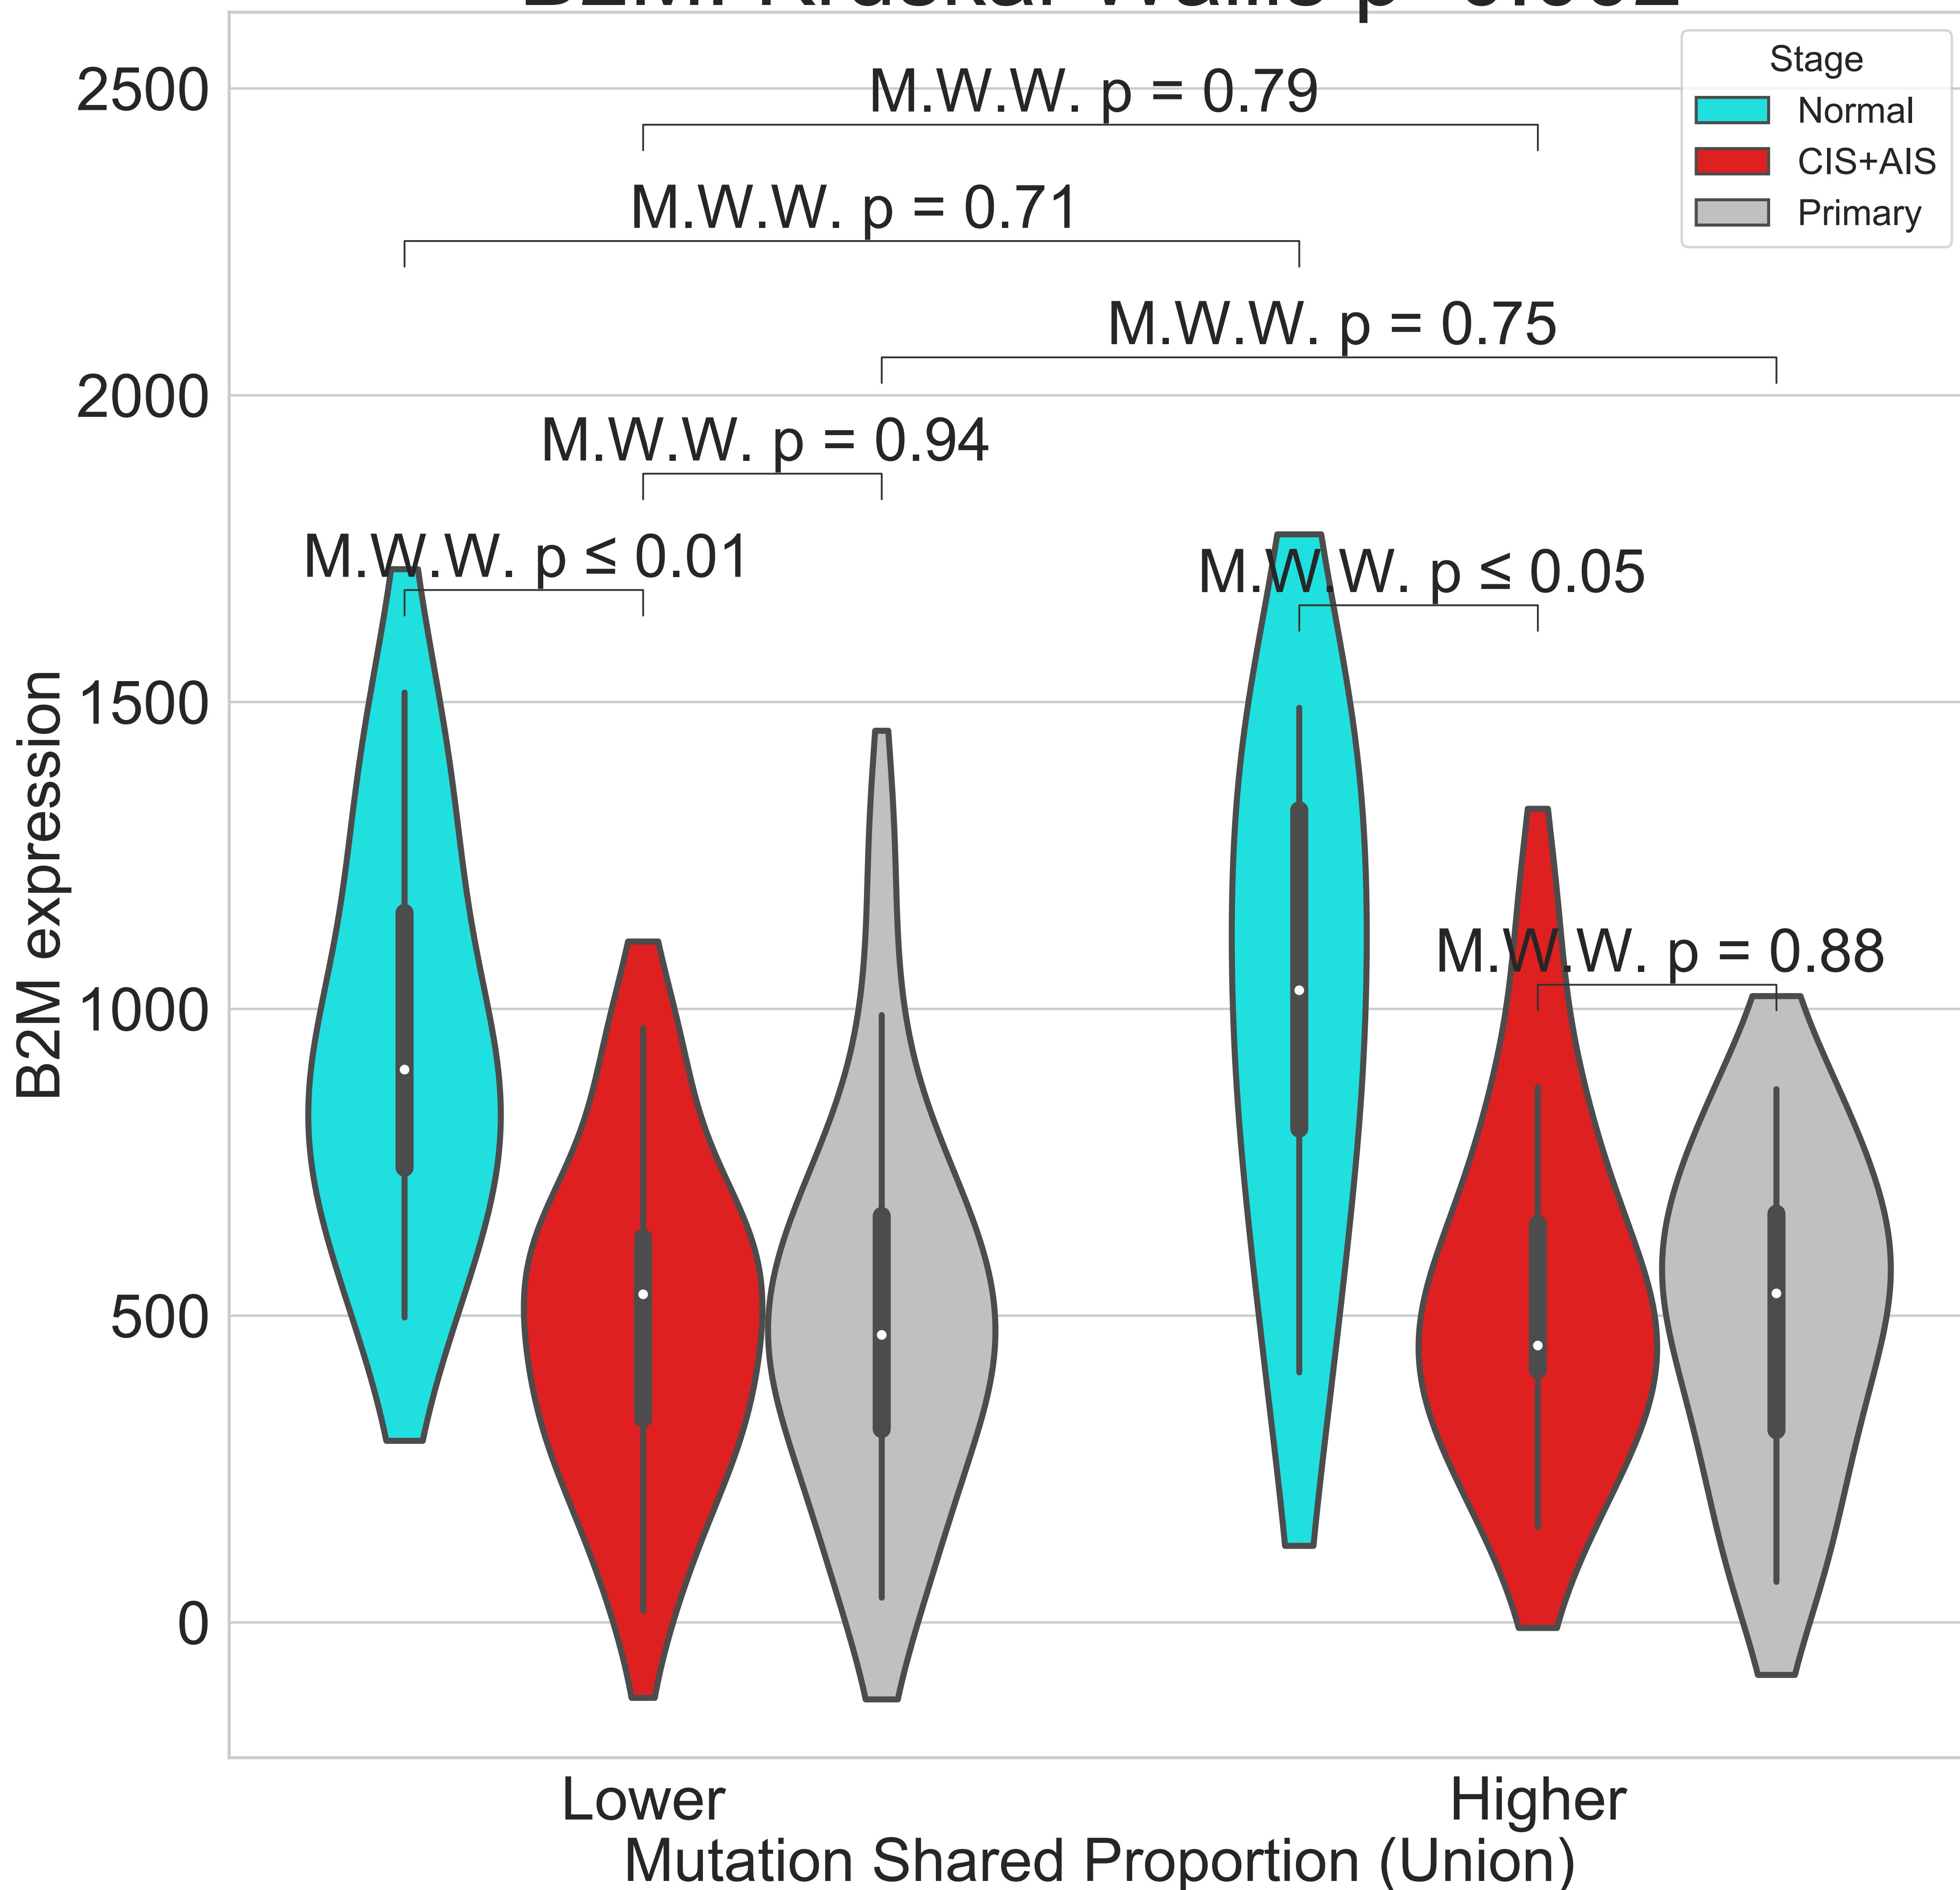 2500
2000
1500
1000
500
0
B2M expression
M.W.W. p = 0.79
M.W.W. p = 0.71
M.W.W. p = 0.75
M.W.W. p = 0.94
M.W.W. p ≤ 0.01
M.W.W. p ≤ 0.05
M.W.W. p = 0.88
Stage
Normal
CIS+AIS
Primary
Lower
Higher
Mutation Shared Proportion (Union)